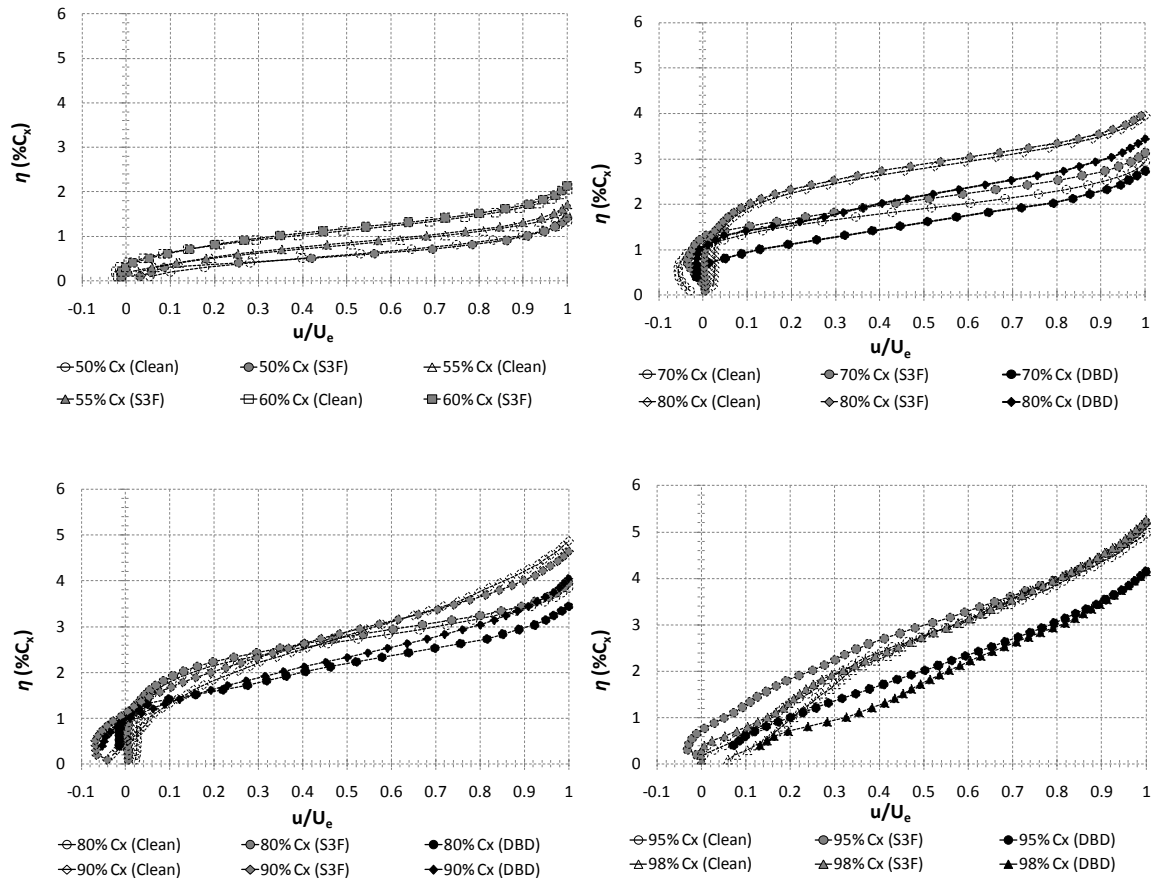 6
5
4
3
2
1
0
η (%Cx)
-0.1 0 0.1 0.2 0.3 0.4 0.5 0.6 0.7 0.8 0.9 1
u/Ue
50% Cx (Clean) 50% Cx (S3F) 55% Cx (Clean)
55% Cx (S3F) 60% Cx (Clean) 60% Cx (S3F)
6
5
4
3
2
1
0
η (%Cx)
-0.1 0 0.1 0.2 0.3 0.4 0.5 0.6 0.7 0.8 0.9 1
u/Ue
70% Cx (Clean) 70% Cx (S3F) 70% Cx (DBD)
80% Cx (Clean) 80% Cx (S3F) 80% Cx (DBD)
6
5
4
3
2
1
0
η (%Cx)
-0.1 0 0.1 0.2 0.3 0.4 0.5 0.6 0.7 0.8 0.9 1
u/Ue
80% Cx (Clean) 80% Cx (S3F) 80% Cx (DBD)
90% Cx (Clean) 90% Cx (S3F) 90% Cx (DBD)
6
5
4
3
2
1
0
η (%Cx)
-0.1 0 0.1 0.2 0.3 0.4 0.5 0.6 0.7 0.8 0.9 1
u/Ue
95% Cx (Clean) 95% Cx (S3F) 95% Cx (DBD)
98% Cx (Clean) 98% Cx (S3F) 98% Cx (DBD)